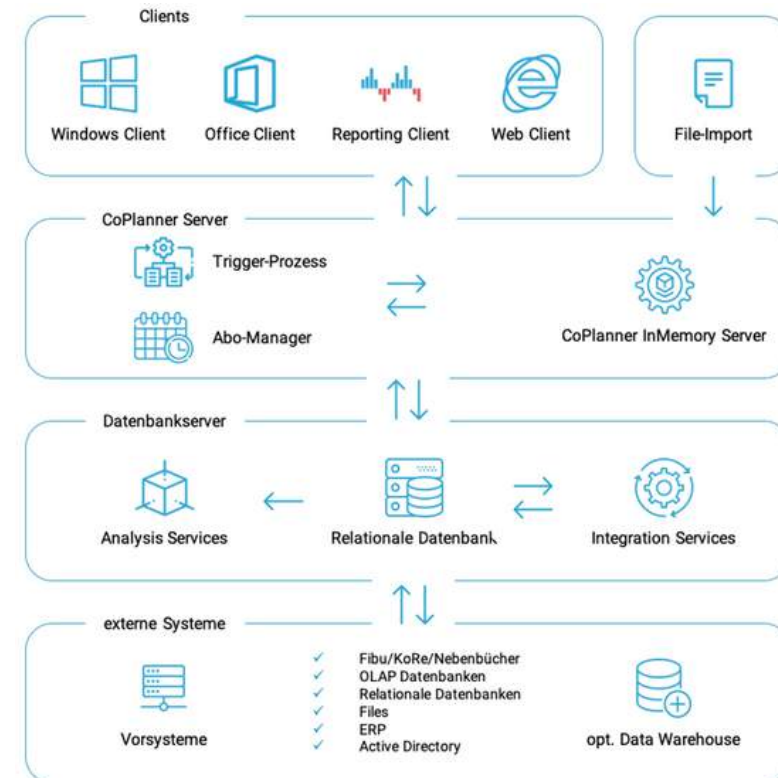 Clients
Windows Client
Office Client
Reporting Client
Web Client
File-Import
CoPlanner Server
Trigger-Prozess
Abo-Manager
CoPlanner InMemory Server
Datenbankserver
Analysis Services
Relationale Datenbank
Integration Services
externe Systeme
Vorsysteme
Fibu/KoRe/Nebenbücher
OLAP Datenbanken
Relationale Datenbanken
Files
ERP
Active Directory
opt. Data Warehouse